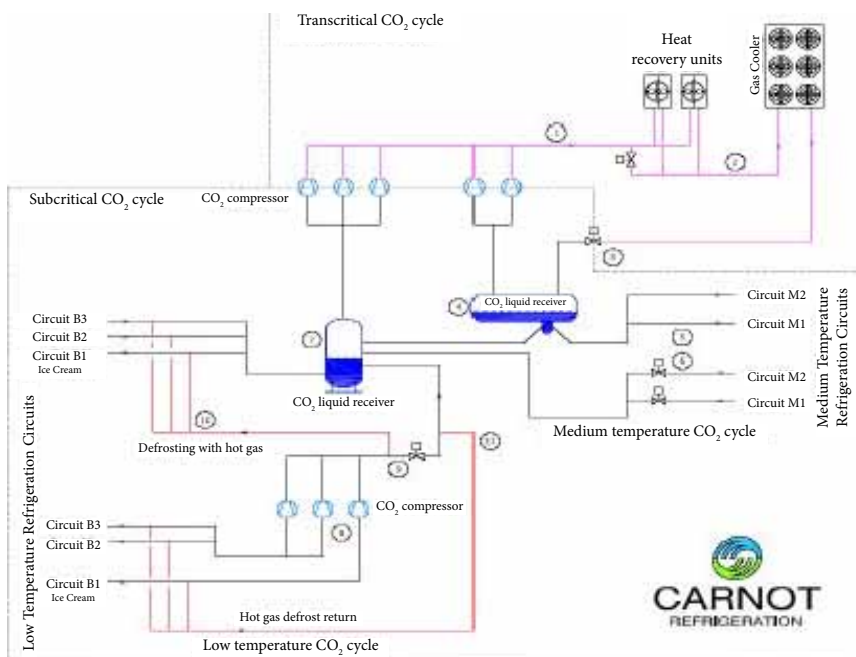 Transcritical CO₂ cycle
Heat
recovery units
Gas Cooler
1
2
Subcritical CO₂ cycle
CO₂ compressor
3
4
CO₂ liquid receiver
Circuit M2
Circuit M1
5
6
Circuit M2
Circuit M1
Medium Temperature
Refrigeration Circuits
Circuit B3
Circuit B2
Circuit B1
Ice Cream
7
CO₂ liquid receiver
Medium temperature CO₂ cycle
10
11
Defrosting with hot gas
9
CO₂ compressor
8
Low Temperature Refrigeration Circuits
Circuit B3
Circuit B2
Circuit B1
Ice Cream
Hot gas defrost return
Low temperature CO₂ cycle
CARNOT
REFRIGERATION